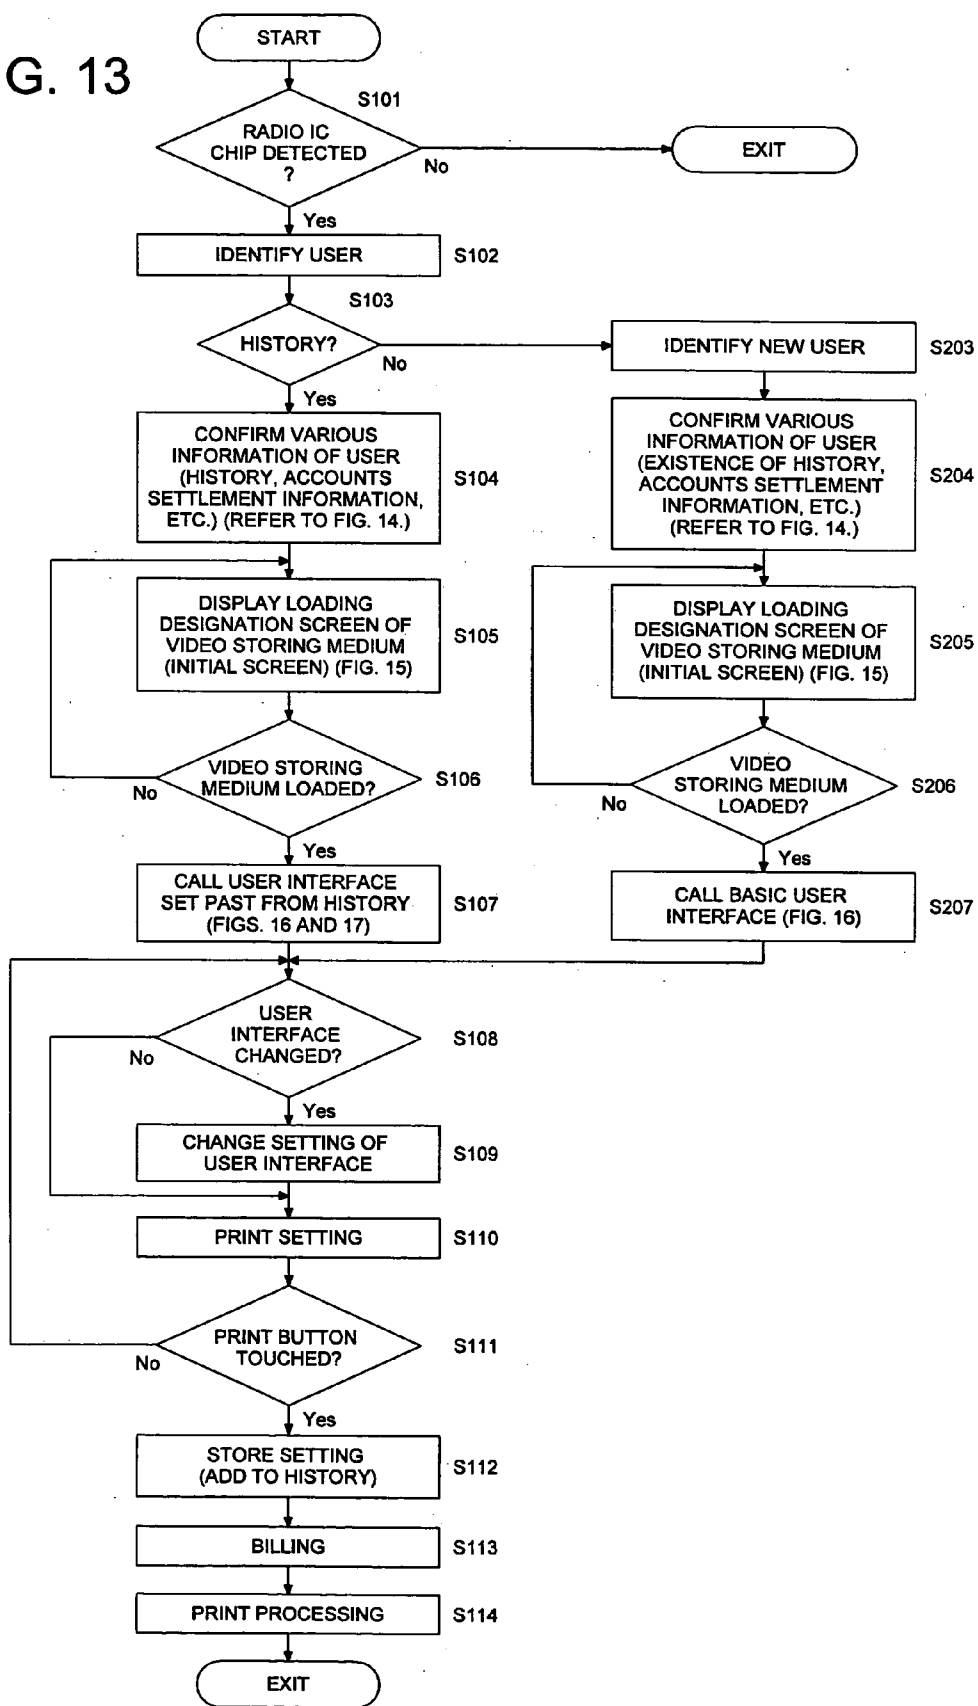 G. 13
START
S101
RADIO IC
CHIP DETECTED
?
No
EXIT
Yes
IDENTIFY USER
S102
S103
HISTORY?
No
IDENTIFY NEW USER
S203
Yes
CONFIRM VARIOUS
INFORMATION OF USER
(HISTORY, ACCOUNTS
SETTLEMENT INFORMATION,
ETC.) (REFER TO FIG. 14.)
S104
CONFIRM VARIOUS
INFORMATION OF USER
(EXISTENCE OF HISTORY,
ACCOUNTS SETTLEMENT
INFORMATION, ETC.)
(REFER TO FIG. 14.)
S204
DISPLAY LOADING
DESIGNATION SCREEN OF
VIDEO STORING MEDIUM
(INITIAL SCREEN) (FIG. 15)
S105
DISPLAY LOADING
DESIGNATION SCREEN OF
VIDEO STORING MEDIUM
(INITIAL SCREEN) (FIG. 15)
S205
VIDEO STORING
MEDIUM LOADED?
S106
No
VIDEO
STORING MEDIUM
LOADED?
S206
No
Yes
Yes
CALL USER INTERFACE
SET PAST FROM HISTORY
(FIGS. 16 AND 17)
S107
CALL BASIC USER
INTERFACE (FIG. 16)
S207
USER
INTERFACE
CHANGED?
S108
No
Yes
CHANGE SETTING OF
USER INTERFACE
S109
PRINT SETTING
S110
PRINT BUTTON
TOUCHED?
S111
No
Yes
STORE SETTING
(ADD TO HISTORY)
S112
BILLING
S113
PRINT PROCESSING
S114
EXIT